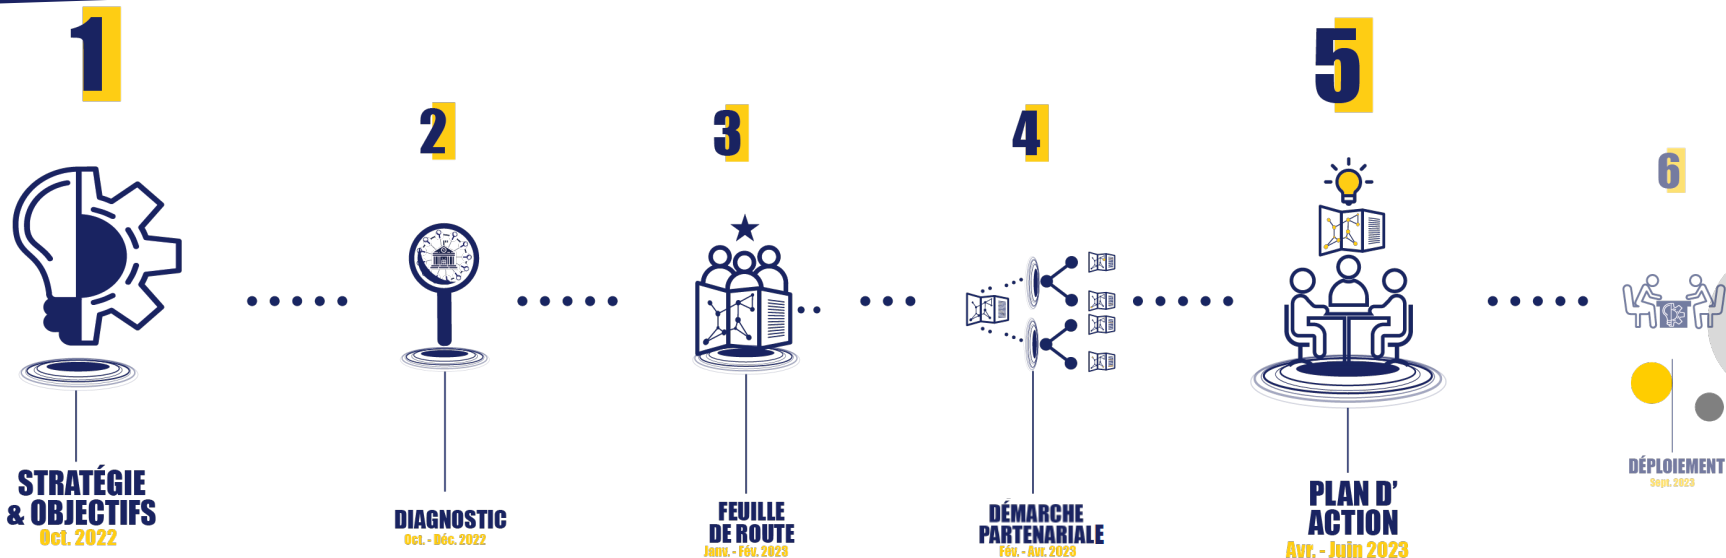 1
STRATÉGIE
& OBJECTIFS
Oct. 2022
2
DIAGNOSTIC
Oct. - Déc. 2022
3
FEUILLE
DE ROUTE
Janv. - Fév. 2023
4
DÉMARCHE
PARTENARIALE
Fév. - Avr. 2023
5
PLAN D'
ACTION
Avr. - Juin 2023
6
DÉPLOIEMENT
Sept. 2023